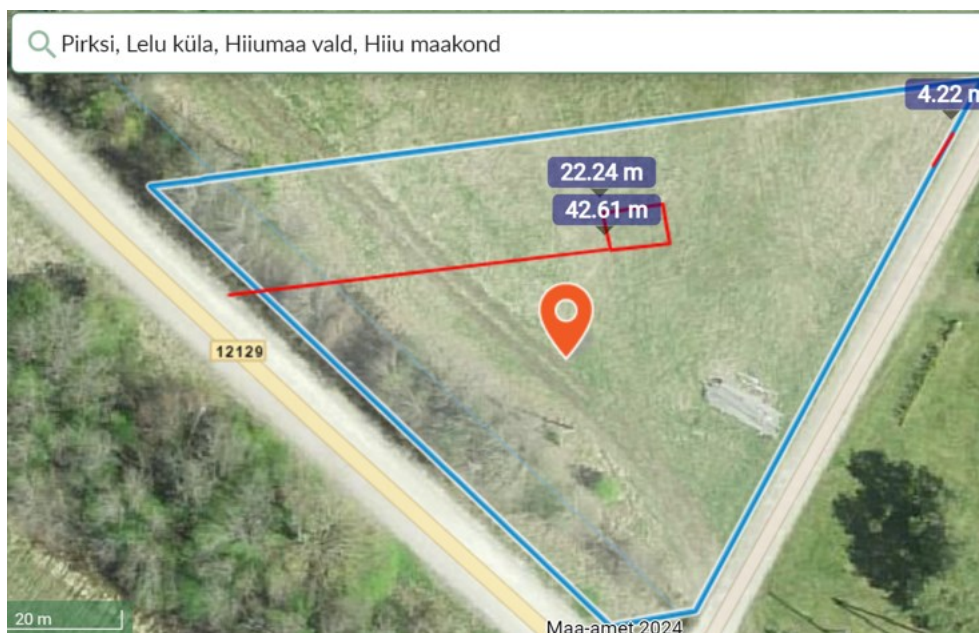 Pirksi, Lelu küla, Hiiumaa vald, Hiiu maakond
4.22 m
22.24 m
42.61 m
12129
20 m
Maa-amet 2024